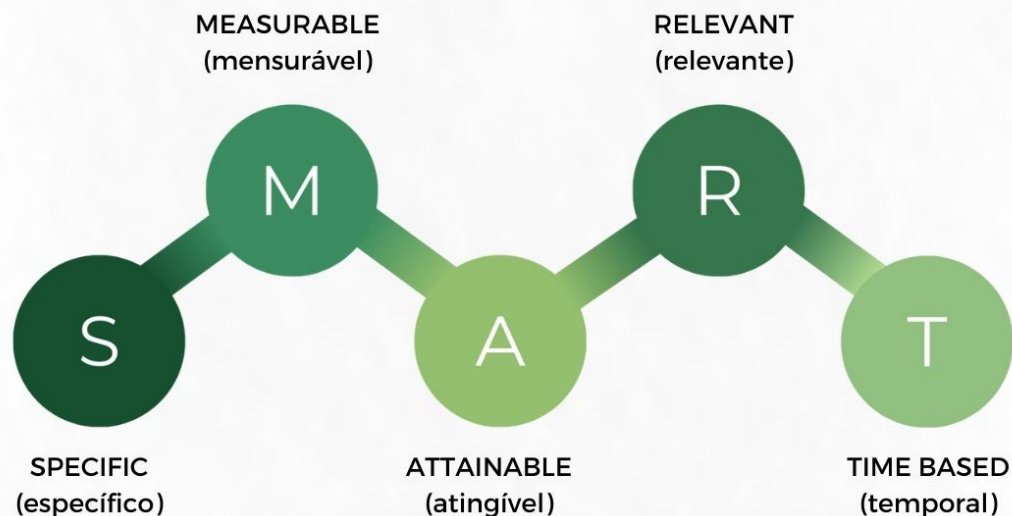 MEASURABLE
(mensurável)
RELEVANT
(relevante)
M
R
S
A
T
SPECIFIC
(específico)
ATTAINABLE
(atingível)
TIME BASED
(temporal)